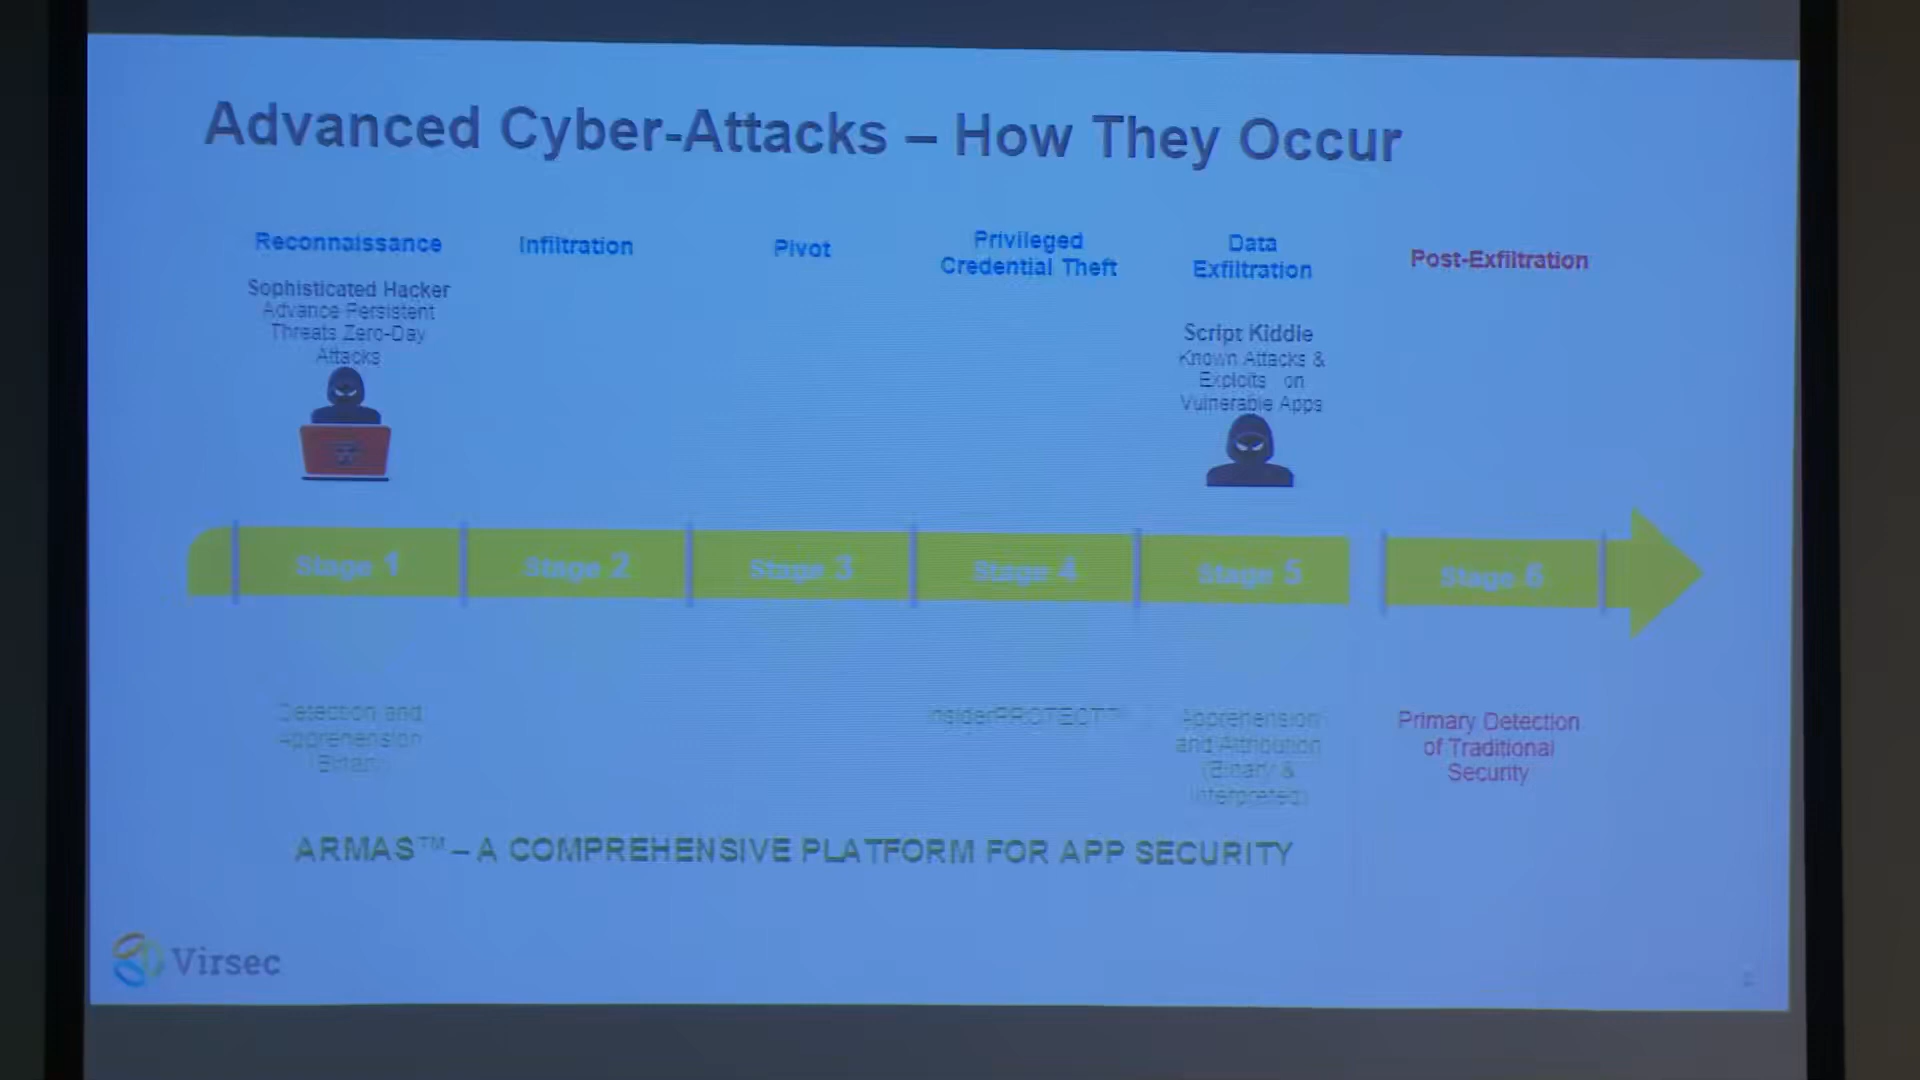 Advanced Cyber-Attacks – How They Occur
Reconnaissance
Infiltration
Pivot
Privileged
Credential Theft
Data
Exfiltration
Post-Exfiltration
Sophisticated Hacker
Advance Persistent
Threats Zero-Day
Attacks
Script Kiddie
Known Attacks &
Exploits on
Vulnerable Apps
Stage 1
Stage 2
Stage 3
Stage 4
Stage 5
Stage 6
Detection and
Apprehension
(Binary)
InsiderPROTECT™
Apprehension
and Attribution
(Binary &
Interpreted)
Primary Detection
of Traditional
Security
ARMAS™ – A COMPREHENSIVE PLATFORM FOR APP SECURITY
Virsec